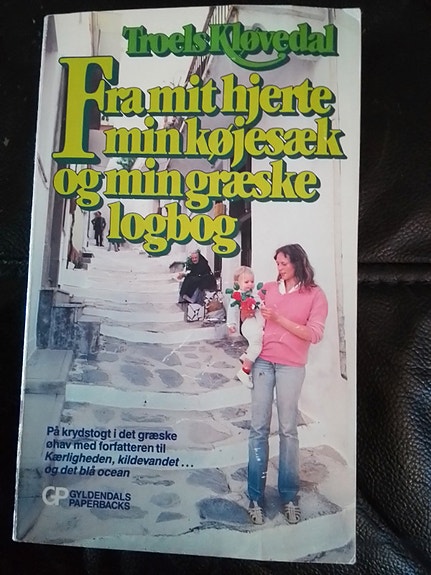 Troels Kløvedal
Fra mit hjerte
min køjesæk
og min græske
logbog
På krydstogt i det græske
øhav med forfatteren til
Kærligheden, kildevandet...
og det blå ocean
GP GYLDENDALS
PAPERBACKS